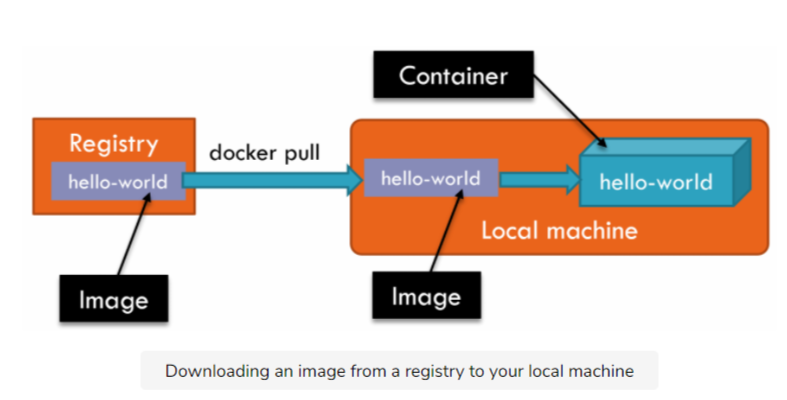 Container
Registry
docker pull
hello-world
hello-world
hello-world
Local machine
Image
Image
Downloading an image from a registry to your local machine